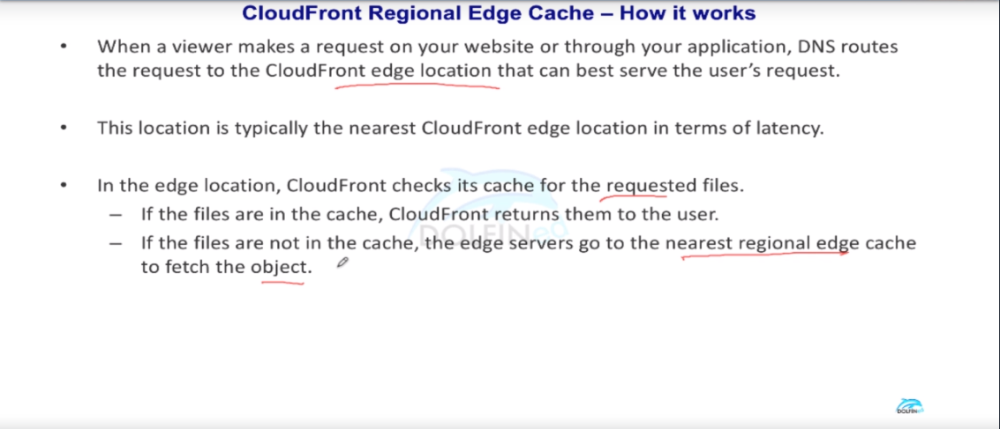 CloudFront Regional Edge Cache – How it works
• When a viewer makes a request on your website or through your application, DNS routes
the request to the CloudFront edge location that can best serve the user’s request.
• This location is typically the nearest CloudFront edge location in terms of latency.
• In the edge location, CloudFront checks its cache for the requested files.
– If the files are in the cache, CloudFront returns them to the user.
DOLFINed
– If the files are not in the cache, the edge servers go to the nearest regional edge cache
to fetch the object.
DOLFINed